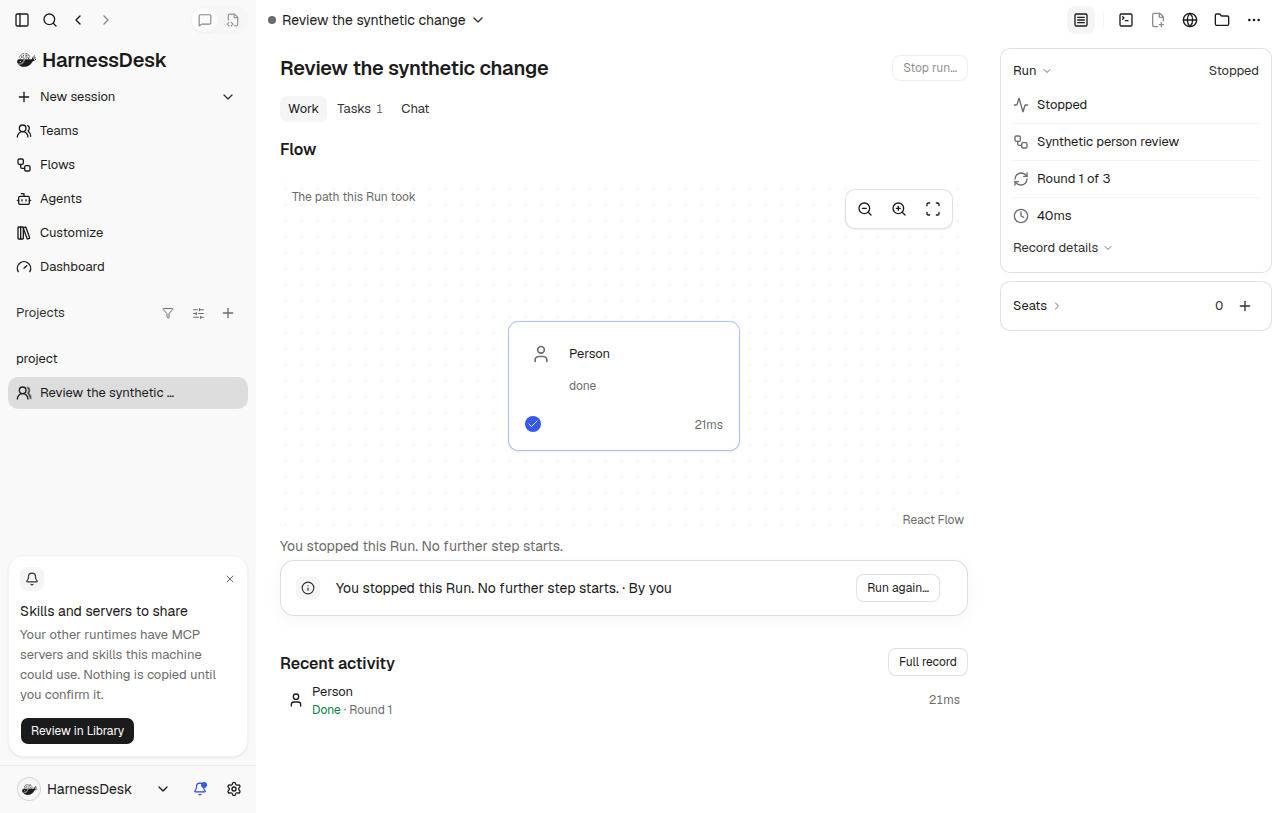 Review the synthetic change
HarnessDesk
New session
Teams
Flows
Agents
Customize
Dashboard
Projects
project
Review the synthetic ...
Skills and servers to share
Your other runtimes have MCP
servers and skills this machine
could use. Nothing is copied until
you confirm it.
Review in Library
HarnessDesk
Review the synthetic change
Stop run...
Work
Tasks 1
Chat
Flow
The path this Run took
Person
done
21ms
React Flow
You stopped this Run. No further step starts.
You stopped this Run. No further step starts. · By you
Run again...
Recent activity
Full record
Person
Done · Round 1
21ms
Run
Stopped
Stopped
Synthetic person review
Round 1 of 3
40ms
Record details
Seats
0